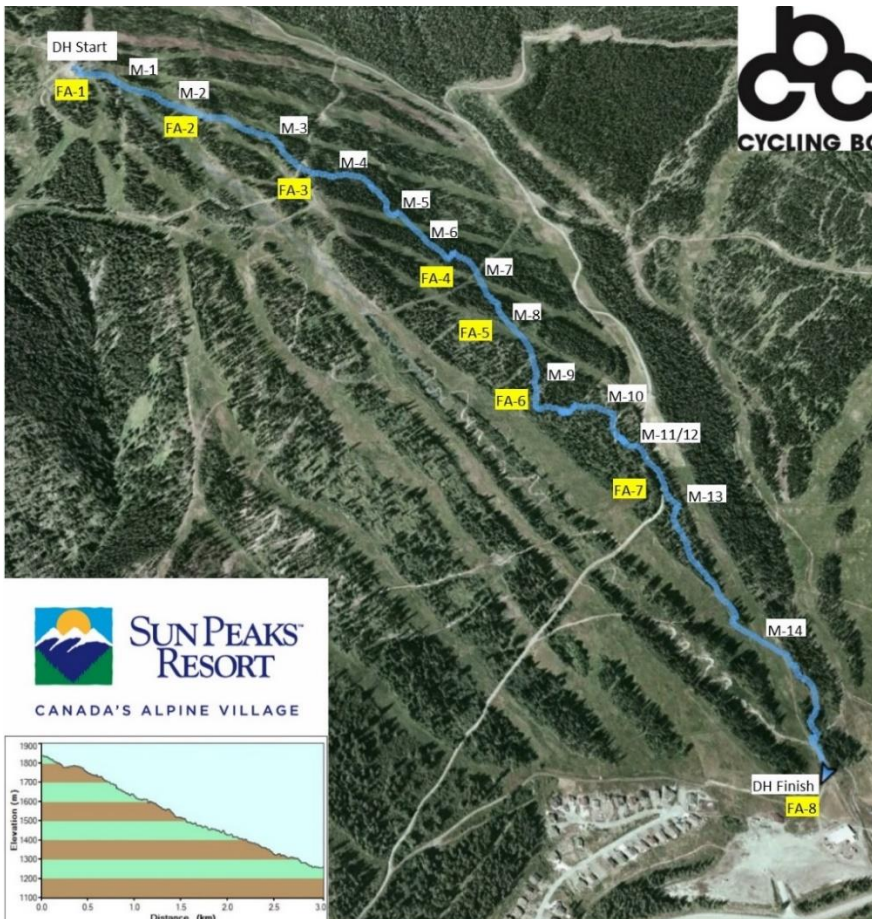 DH Start
M-1
FA-1
M-2
FA-2
M-3
FA-3
M-4
M-5
M-6
FA-4
M-7
M-8
FA-5
M-9
FA-6
M-10
M-11/12
FA-7
M-13
M-14
DH Finish
FA-8
bcc
CYCLING BC
SUN PEAKS™
RESORT
CANADA'S ALPINE VILLAGE
Elevation (m)
1900
1800
1700
1600
1500
1400
1300
1200
1100
0.0 0.5 1.0 1.5 2.0 2.5 3.0
Distance (km)